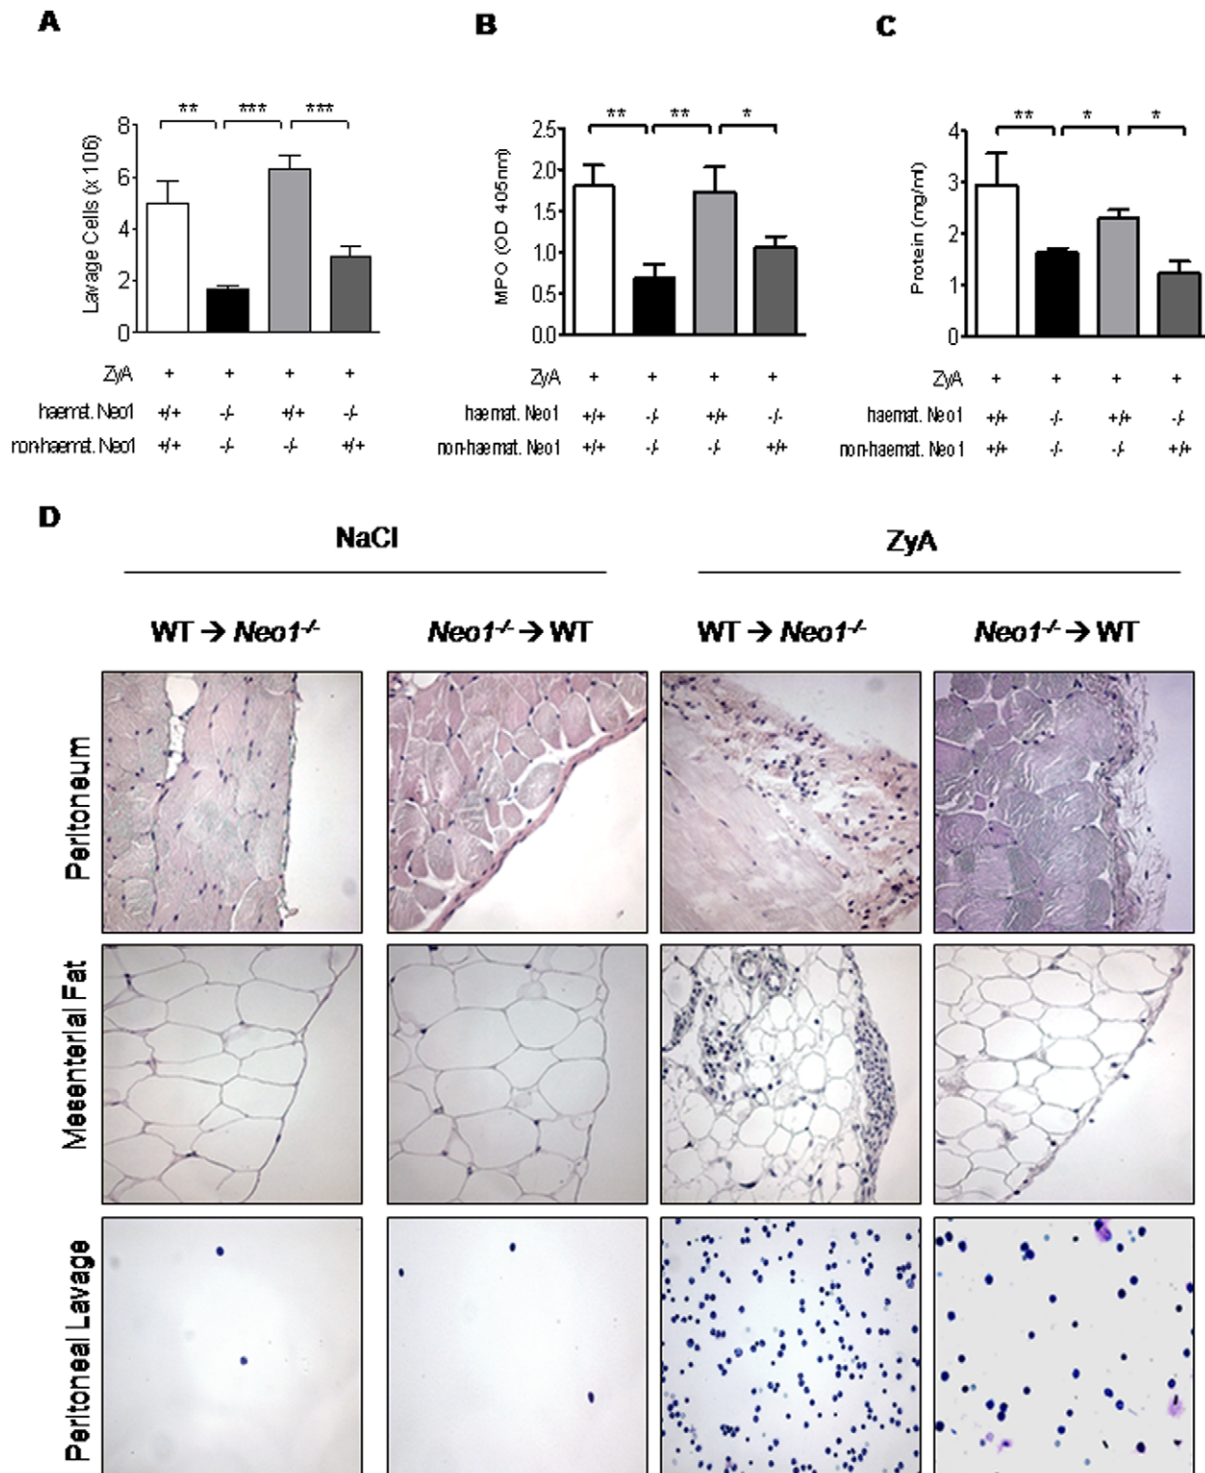 A
B
C
** *** ***
** ** *
** * *
Lavage Cells (x 106)
8
6
4
2
0
MPO (OD 405nm)
2.5
2.0
1.5
1.0
0.5
0.0
Protein (mg/ml)
4
3
2
1
0
ZyA + + + +
haemat. Neo1 +/+ -/- +/+ -/-
non-haemat. Neo1 +/+ -/- -/- +/+
ZyA + + + +
haemat. Neo1 +/+ -/- +/+ -/-
non-haemat. Neo1 +/+ -/- -/- +/+
ZyA + + + +
haemat. Neo1 +/+ -/- +/+ -/-
non-haemat. Neo1 +/+ -/- -/- +/+
D
NaCl ZyA
WT → Neo1-/- Neo1-/- → WT WT → Neo1-/- Neo1-/- → WT
Peritoneum
Mesenterial Fat
Peritoneal Lavage